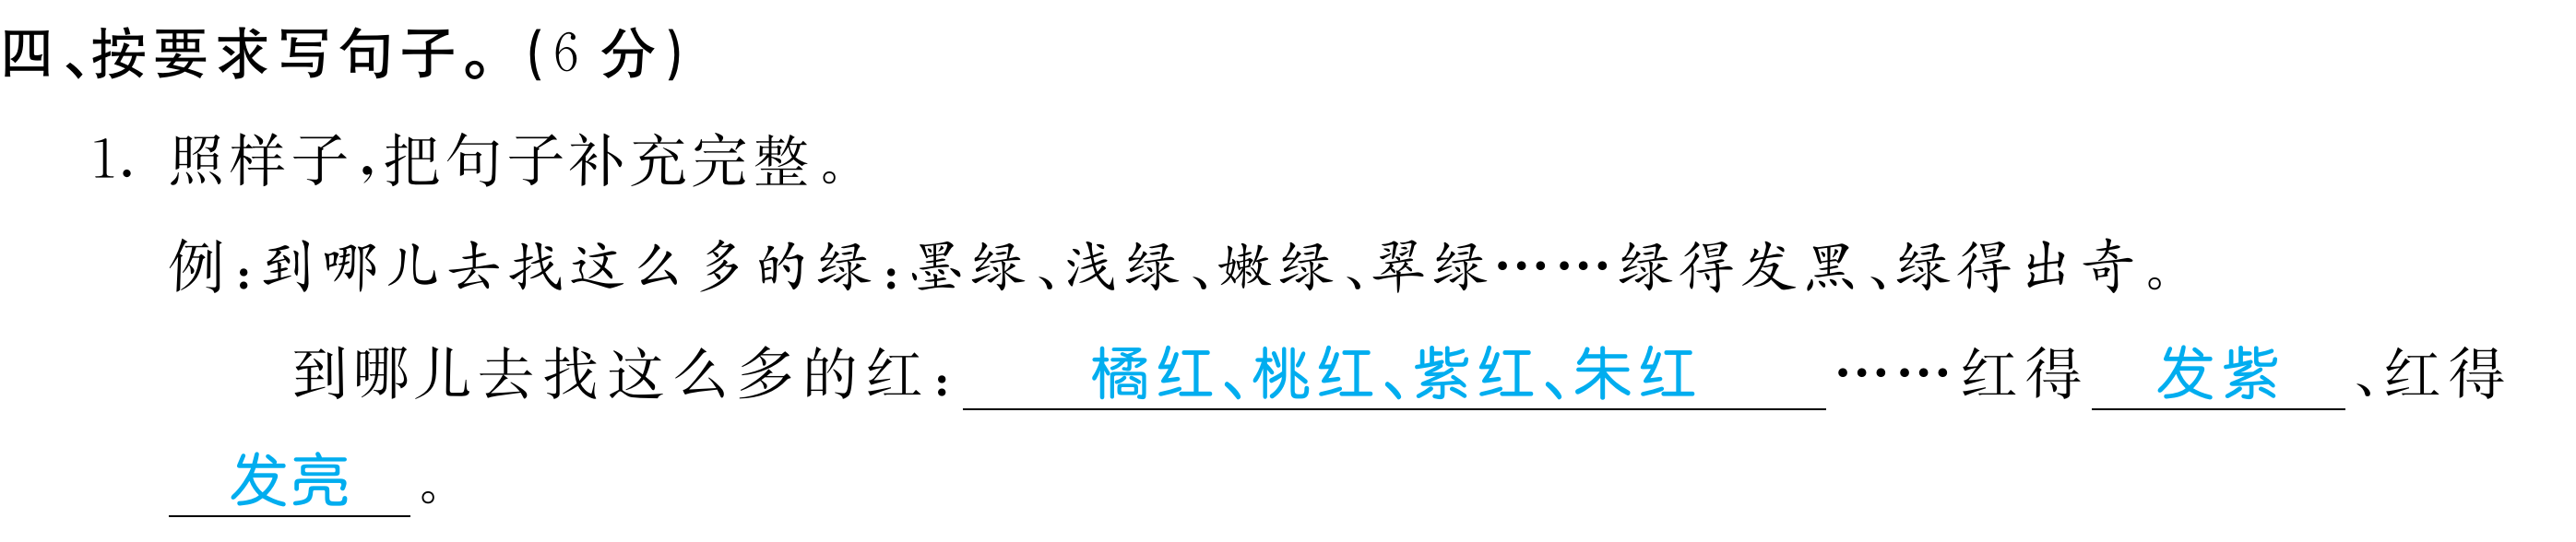 四、按要求写句子。(6 分)
1. 照样子,把句子补充完整。
例:到哪儿去找这么多的绿:墨绿、浅绿、嫩绿、翠绿……绿得发黑、绿得出奇。
到哪儿去找这么多的红: 橘红、桃红、紫红、朱红 ……红得 发紫 、红得
发亮 。